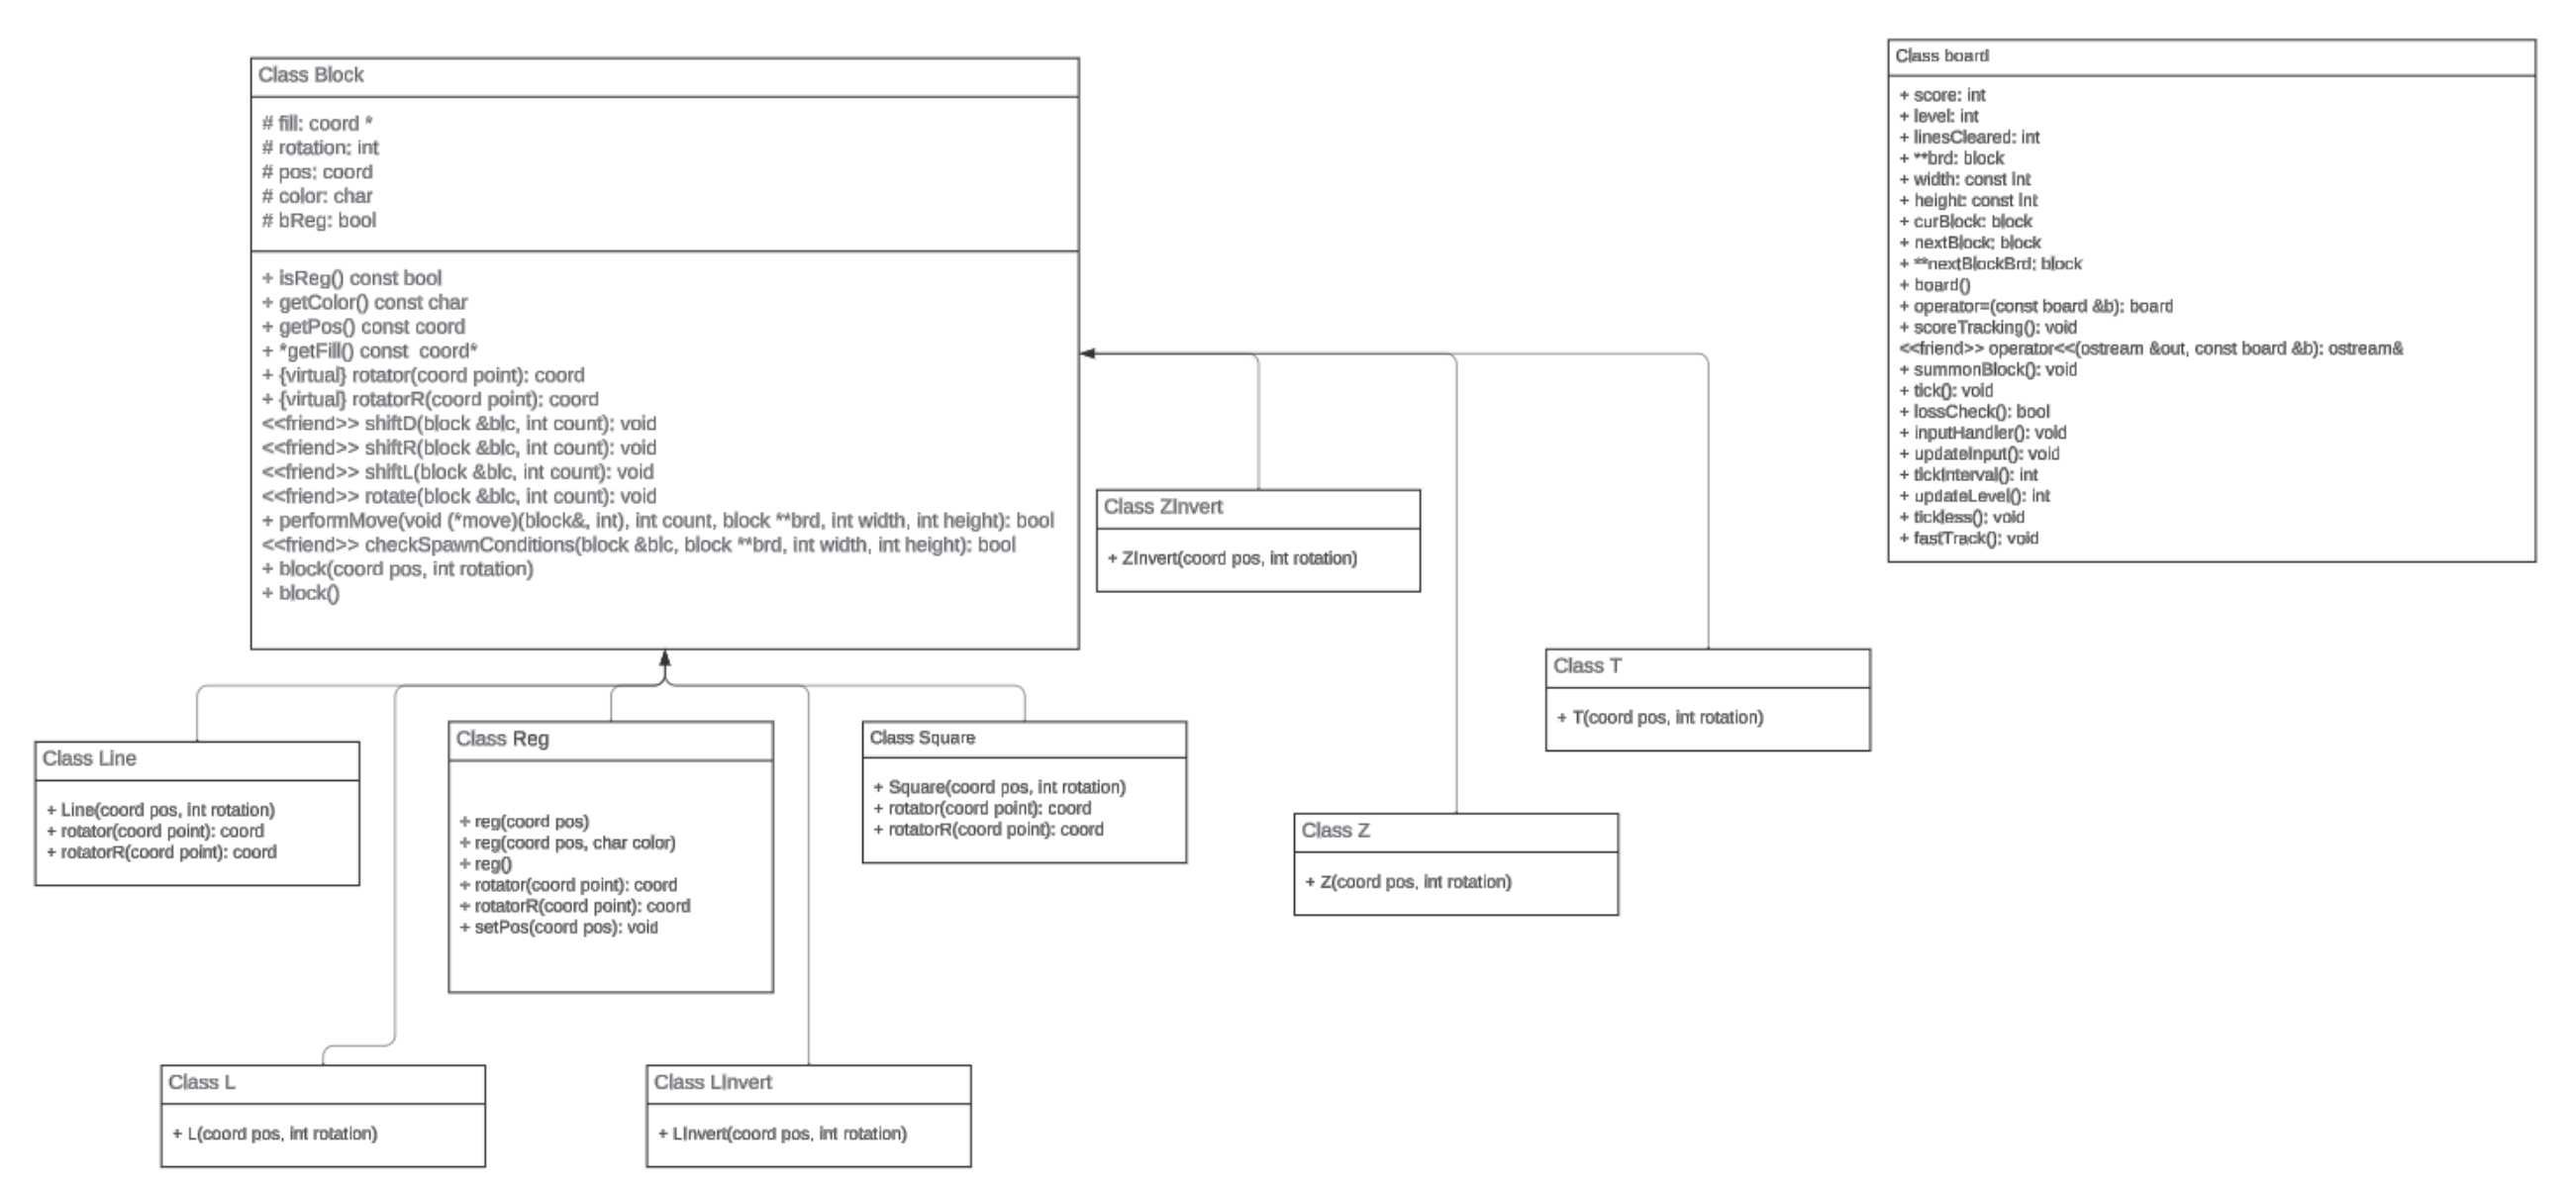 Class Block
# fill: coord *
# rotation: int
# pos: coord
# color: char
# bReg: bool
+ isReg() const bool
+ getColor() const char
+ getPos() const coord
+ *getFill() const  coord*
+ {virtual} rotator(coord point): coord
+ {virtual} rotatorR(coord point): coord
<<friend>> shiftD(block &blc, int count): void
<<friend>> shiftR(block &blc, int count): void
<<friend>> shiftL(block &blc, int count): void
<<friend>> rotate(block &blc, int count): void
+ performMove(void (*move)(block&, int), int count, block **brd, int width, int height): bool
<<friend>> checkSpawnConditions(block &blc, block **brd, int width, int height): bool
+ block(coord pos, int rotation)
+ block()
Class board
+ score: int
+ level: int
+ linesCleared: int
+ **brd: block
+ width: const int
+ height: const int
+ curBlock: block
+ nextBlock: block
+ **nextBlockBrd: block
+ board()
+ operator=(const board &b): board
+ scoreTracking(): void
<<friend>> operator<<(ostream &out, const board &b): ostream&
+ summonBlock(): void
+ tick(): void
+ lossCheck(): bool
+ inputHandler(): void
+ updateInput(): void
+ tickInterval(): int
+ updateLevel(): int
+ tickless(): void
+ fastTrack(): void
Class ZInvert
+ ZInvert(coord pos, int rotation)
Class T
+ T(coord pos, int rotation)
Class Line
+ Line(coord pos, int rotation)
+ rotator(coord point): coord
+ rotatorR(coord point): coord
Class Reg
+ reg(coord pos)
+ reg(coord pos, char color)
+ reg()
+ rotator(coord point): coord
+ rotatorR(coord point): coord
+ setPos(coord pos): void
Class Square
+ Square(coord pos, int rotation)
+ rotator(coord point): coord
+ rotatorR(coord point): coord
Class Z
+ Z(coord pos, int rotation)
Class L
+ L(coord pos, int rotation)
Class LInvert
+ LInvert(coord pos, int rotation)